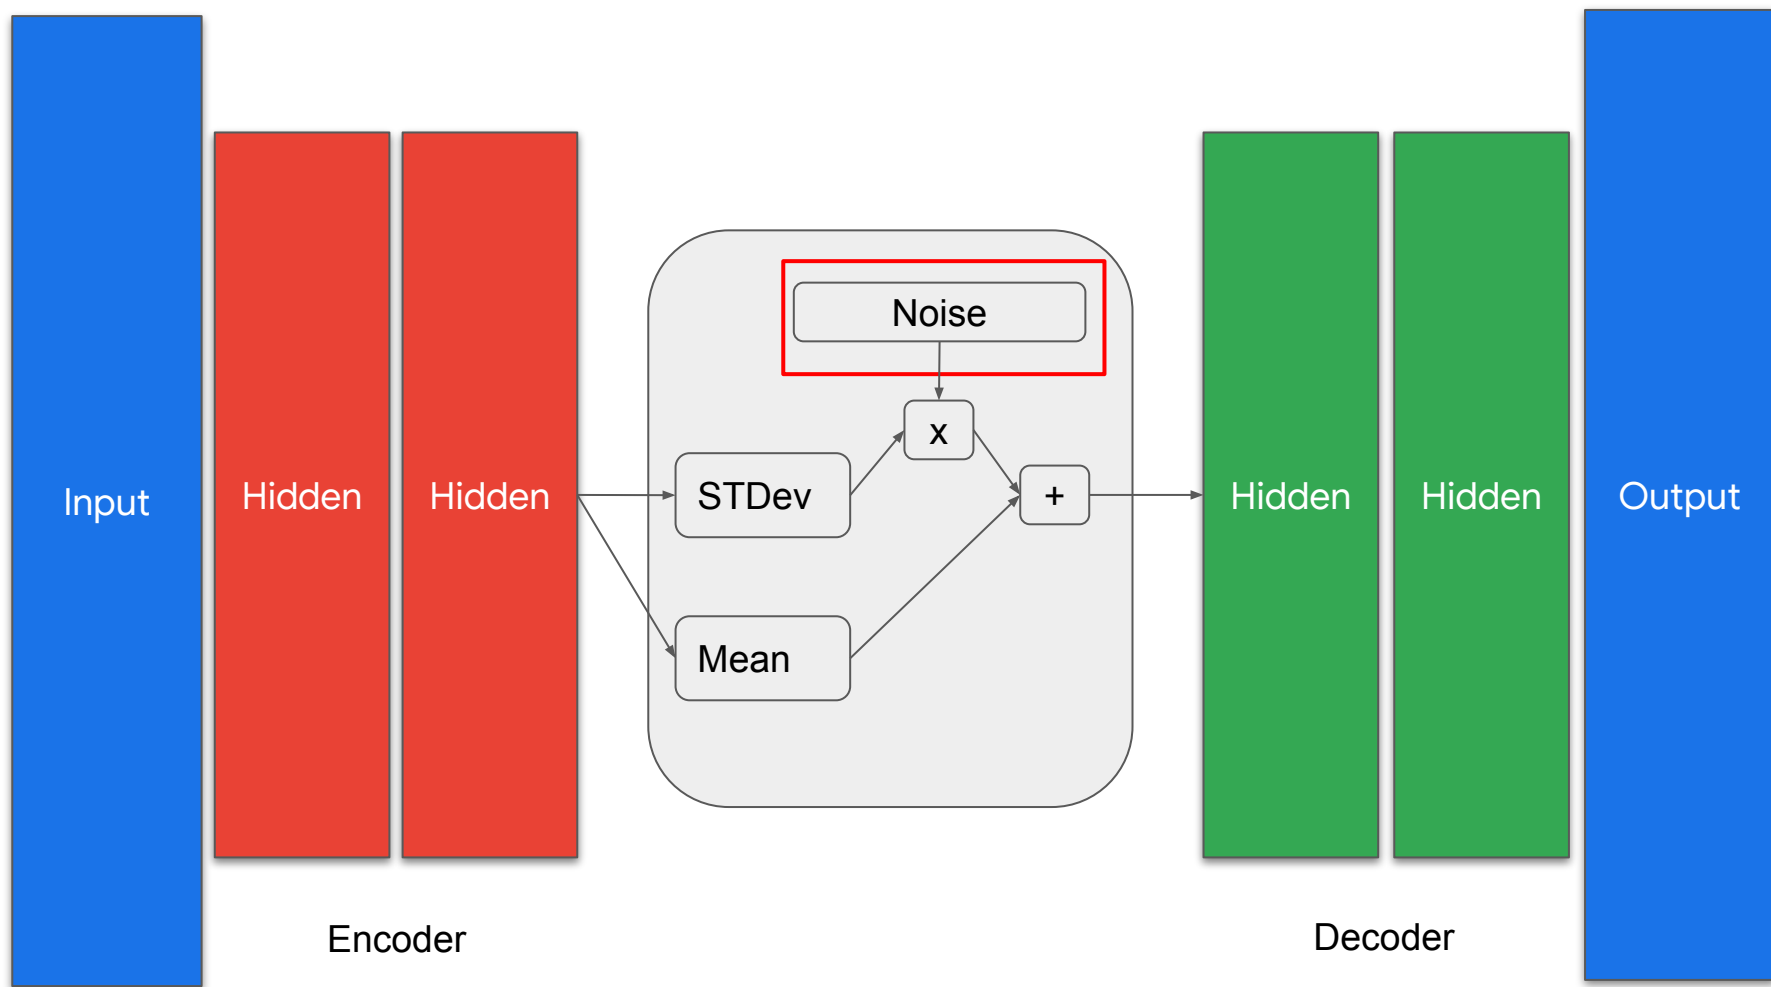 Input
Hidden
Hidden
Noise
x
STDev
+
Mean
Hidden
Hidden
Output
Encoder
Decoder